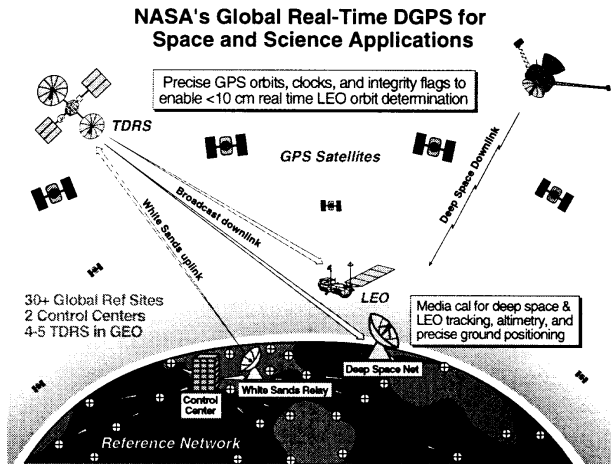 NASA's Global Real-Time DGPS for
Space and Science Applications
Precise GPS orbits, clocks, and integrity flags to
enable <10 cm real time LEO orbit determination
TDRS
GPS Satellites
Deep Space Downlink
Broadcast downlink
White Sands uplink
LEO
30+ Global Ref Sites
2 Control Centers
4-5 TDRS in GEO
Media cal for deep space &
LEO tracking, altimetry, and
precise ground positioning
Deep Space Net
White Sands Relay
Control
Center
Reference Network